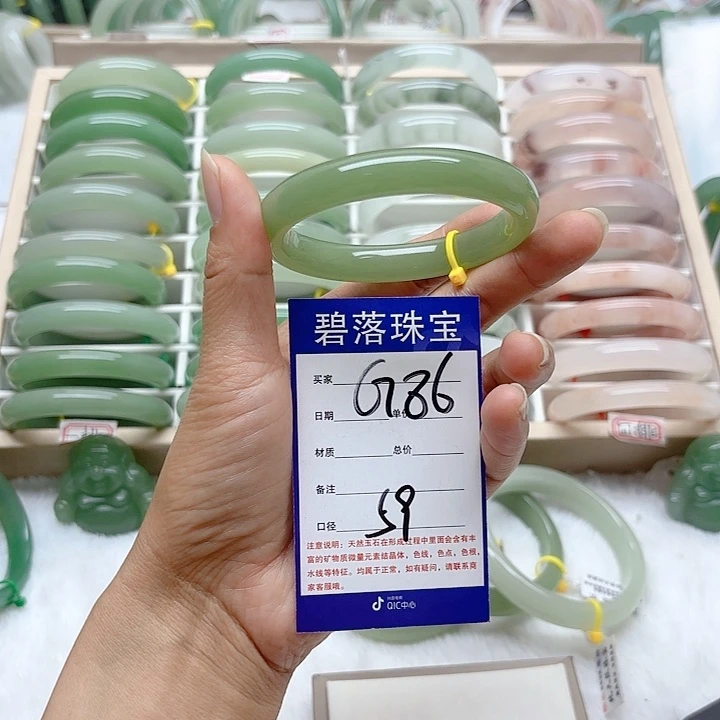 碧落珠宝
买家 G786
日期 单价
材质 总价
备注
口径 59
注意说明:天然玉石在形成过程中里面会含有丰
富的矿物质微量元素结晶体,色线,色点,色根,
水线等特征。均属于正常,如有疑问,请联系商
家客服哦。
QIC中心